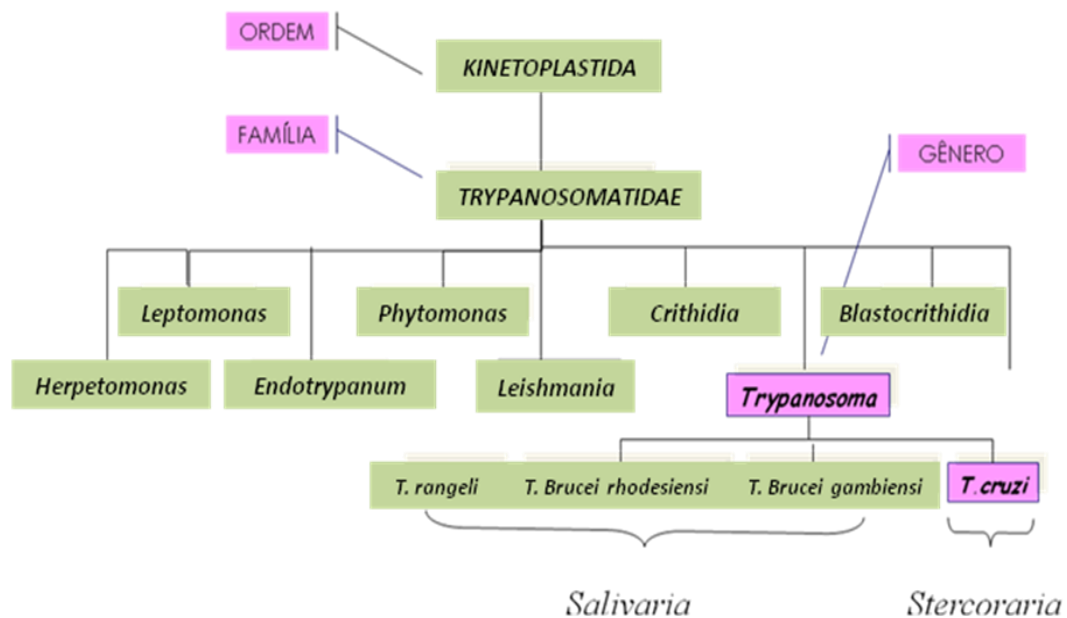 ORDEM
KINETOPLASTIDA
FAMÍLIA
GÊNERO
TRYPANOSOMATIDAE
Leptomonas
Phytomonas
Crithidia
Blastocrithidia
Herpetomonas
Endotrypanum
Leishmania
Trypanosoma
T. rangeli
T. Brucei rhodesiensi
T. Brucei gambiensi
T.cruzi
Salivaria
Stercoraria